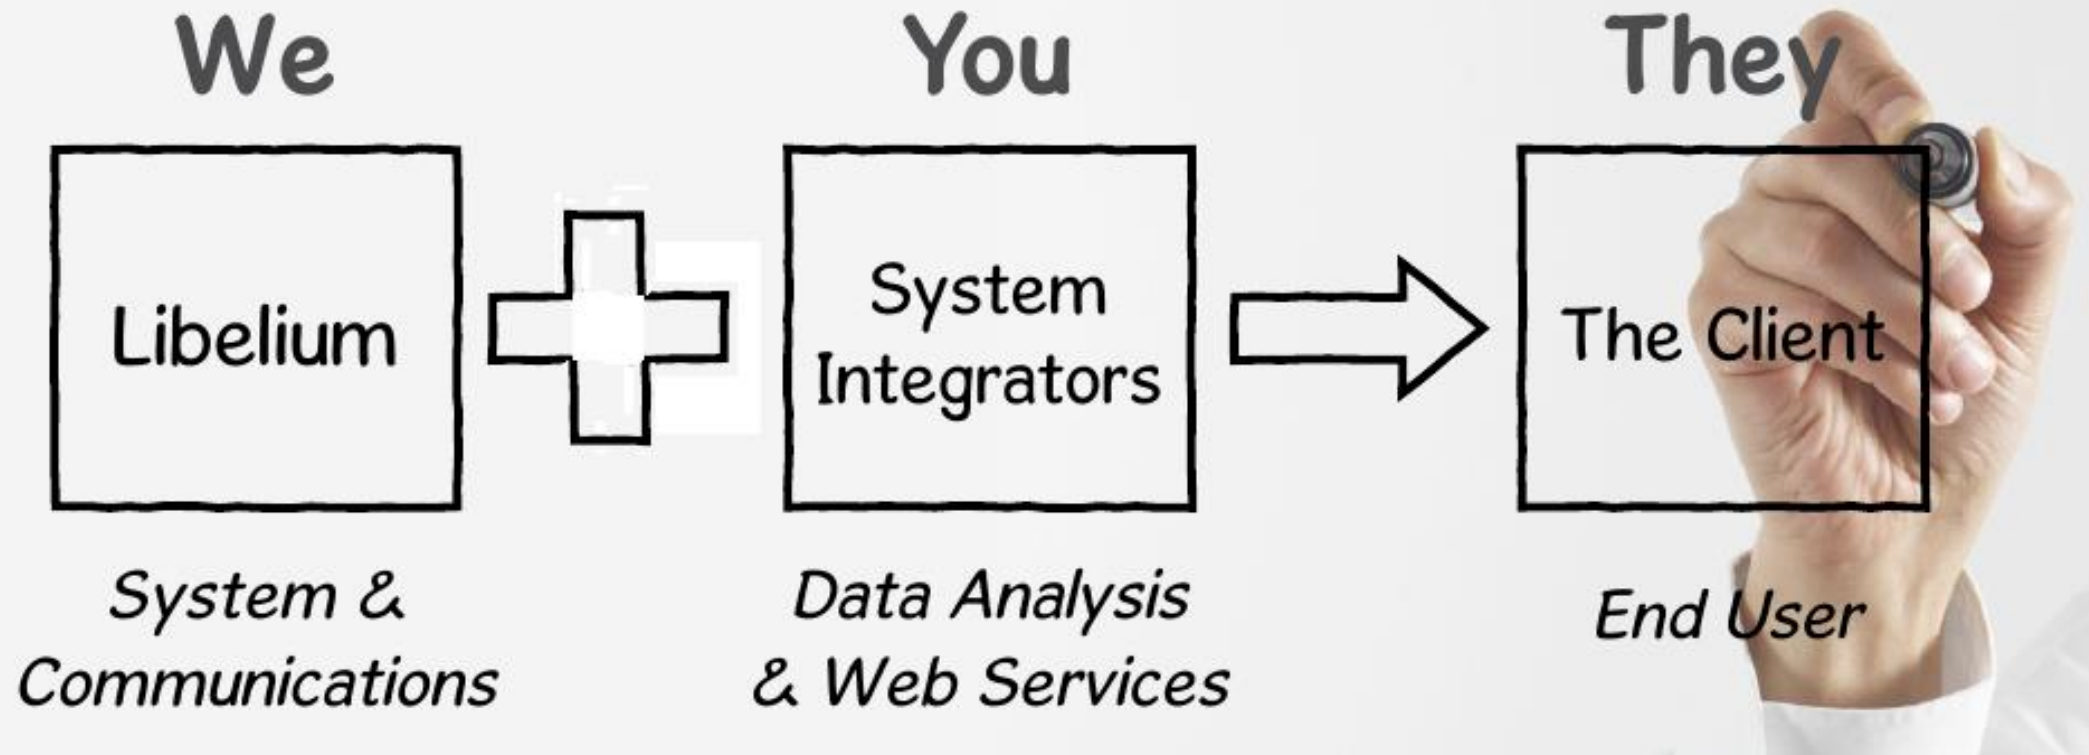 We
You
They
Libelium
System
Integrators
The Client
System &
Communications
Data Analysis
& Web Services
End User